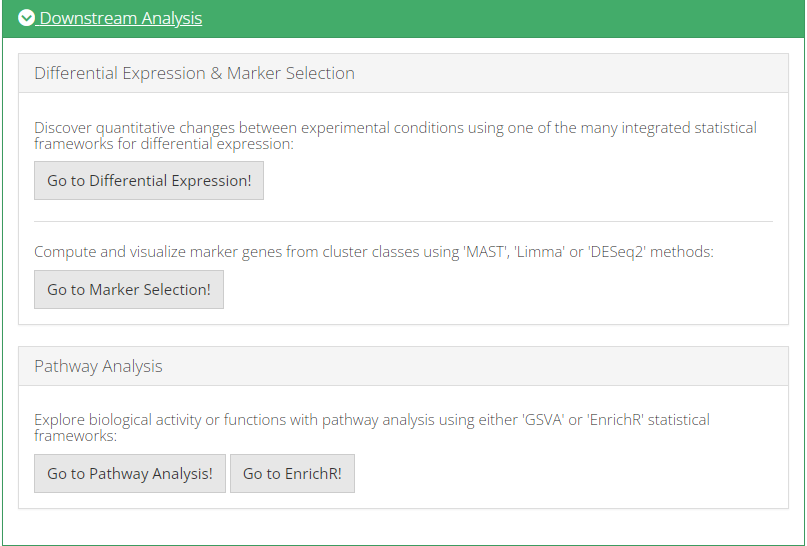 Downstream Analysis
Differential Expression & Marker Selection
Discover quantitative changes between experimental conditions using one of the many integrated statistical
frameworks for differential expression:
Go to Differential Expression!
Compute and visualize marker genes from cluster classes using 'MAST', 'Limma' or 'DESeq2' methods:
Go to Marker Selection!
Pathway Analysis
Explore biological activity or functions with pathway analysis using either 'GSVA' or 'EnrichR' statistical
frameworks:
Go to Pathway Analysis! Go to EnrichR!